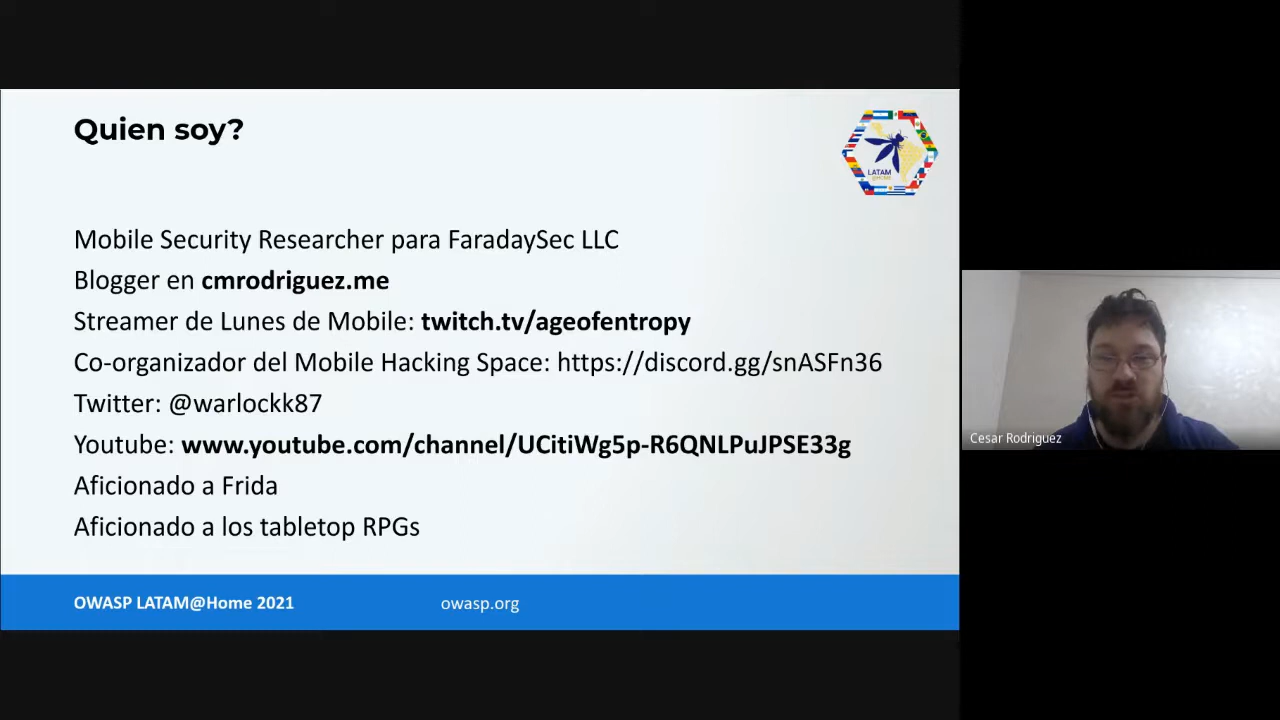 Quien soy?
LATAM
@HOME
Mobile Security Researcher para FaradaySec LLC
Blogger en cmrodriguez.me
Streamer de Lunes de Mobile: twitch.tv/ageofentropy
Co-organizador del Mobile Hacking Space: https://discord.gg/snASFn36
Twitter: @warlockk87
Youtube: www.youtube.com/channel/UCitiWg5p-R6QNLPuJPSE33g
Aficionado a Frida
Aficionado a los tabletop RPGs
OWASP LATAM@Home 2021
owasp.org
Cesar Rodriguez